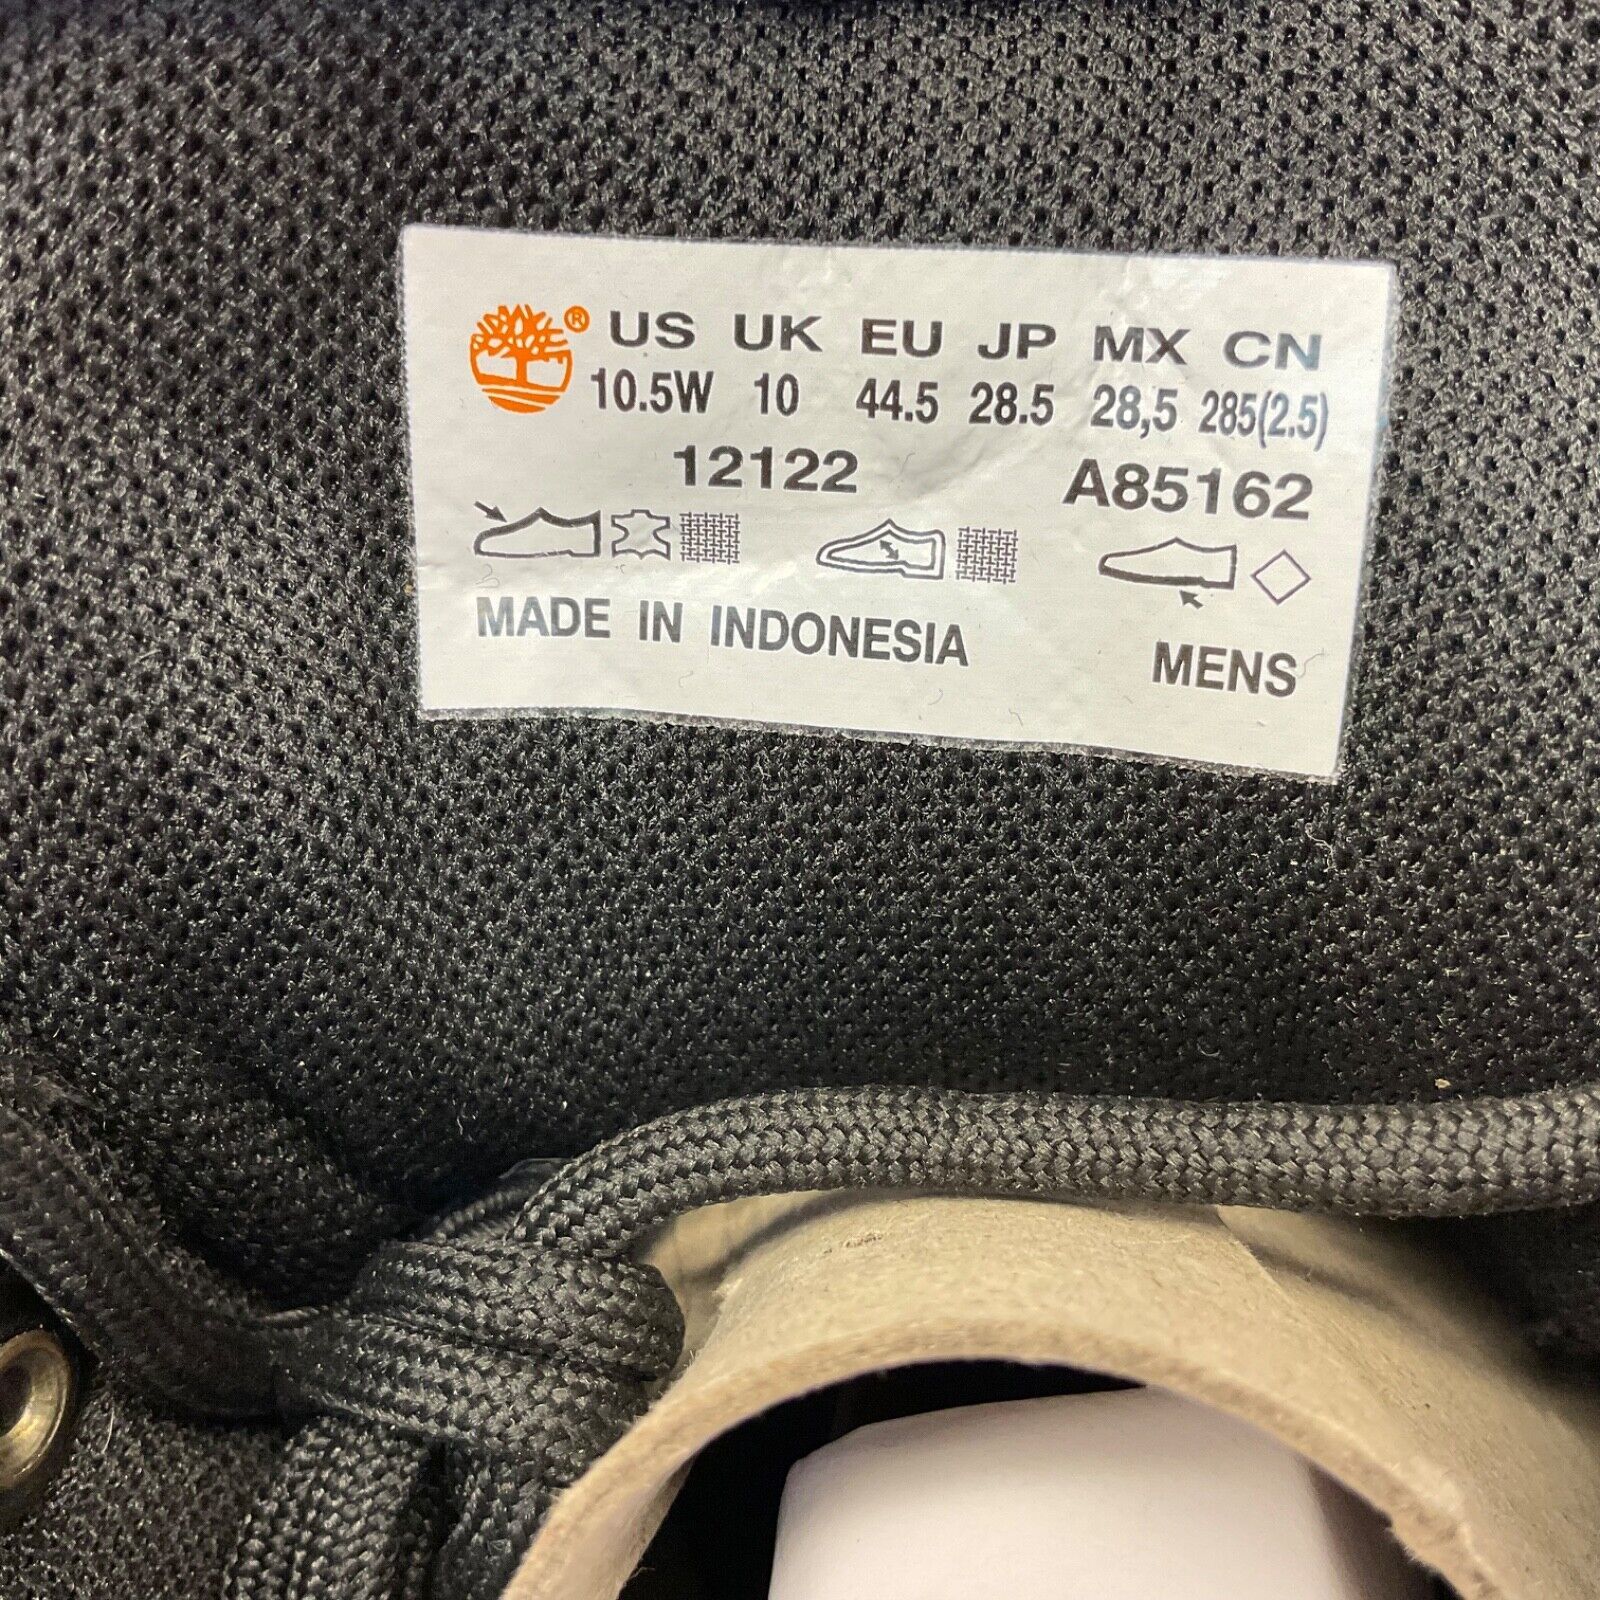 ® US UK EU JP MX CN
10.5W 10 44.5 28.5 28,5 285(2.5)
12122 A85162
MADE IN INDONESIA
MENS